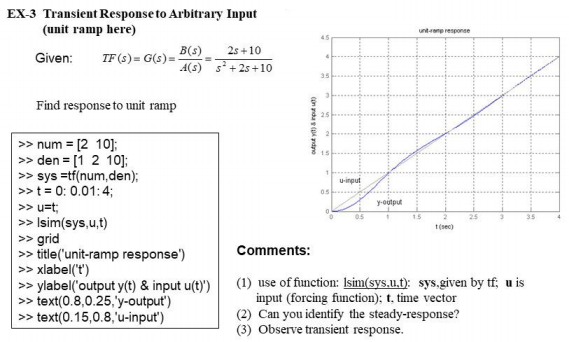 EX-3 Transient Response to Arbitrary Input
(unit ramp here)
Given: TF(s) = G(s) = B(s)/A(s) = (2s+10)/(s²+2s+10)
Find response to unit ramp
>> num = [2 10];
>> den = [1 2 10];
>> sys =tf(num,den);
>> t = 0: 0.01: 4;
>> u=t;
>> lsim(sys,u,t)
>> grid
>> title('unit-ramp response')
>> xlabel('t')
>> ylabel('output y(t) & input u(t)')
>> text(0.8,0.25,'y-output')
>> text(0.15,0.8,'u-input')
unit-ramp response
output y(t) & input u(t)
4.5
4
3.5
3
2.5
2
1.5
1
0.5
0
u-input
y-output
0 0.5 1 1.5 2 2.5 3 3.5 4
t (sec)
Comments:
(1) use of function: lsim(sys,u,t): sys,given by tf; u is
input (forcing function); t, time vector
(2) Can you identify the steady-response?
(3) Observe transient response.